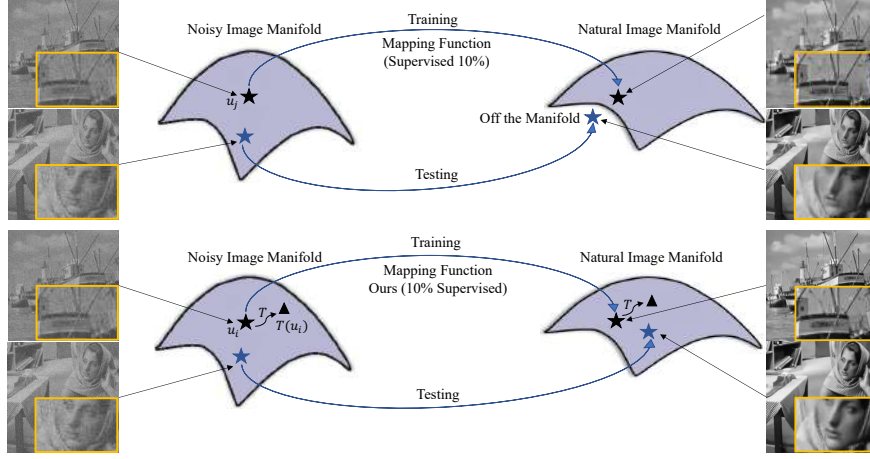 Noisy Image Manifold
Training
Natural Image Manifold
Mapping Function
(Supervised 10%)
u_j
Off the Manifold
Testing
Training
Noisy Image Manifold
Natural Image Manifold
Mapping Function
Ours (10% Supervised)
T
T
u_i
T(u_i)
Testing